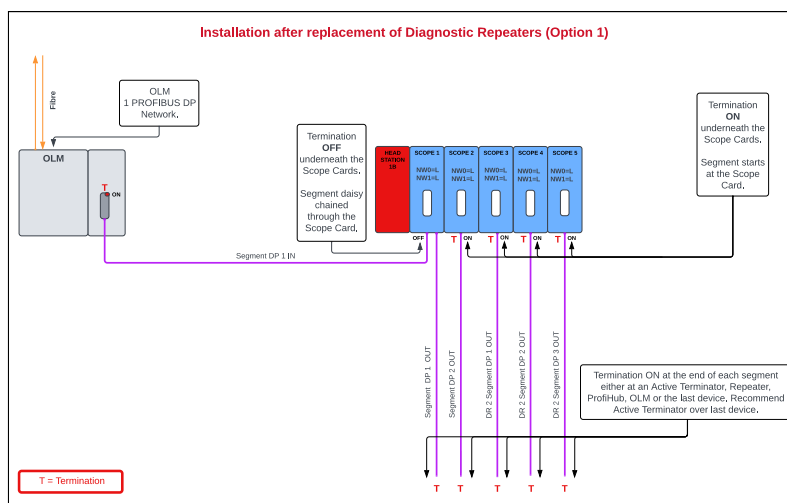 Installation after replacement of Diagnostic Repeaters (Option 1)
Fibre
OLM
1 PROFIBUS DP
Network.
OLM
T
ON
Termination
OFF
underneath the
Scope Cards.
Segment daisy
chained
through the
Scope Card.
HEAD
STATION
1B
SCOPE 1
NW0=L
NW1=L
SCOPE 2
NW0=L
NW1=L
SCOPE 3
NW0=L
NW1=L
SCOPE 4
NW0=L
NW1=L
SCOPE 5
NW0=L
NW1=L
Termination
ON
underneath the
Scope Cards.
Segment starts
at the Scope
Card.
OFF
T ON
T ON
T ON
T ON
Segment DP 1 IN
Segment DP 1 OUT
Segment DP 2 OUT
DR 2 Segment DP 1 OUT
DR 2 Segment DP 2 OUT
DR 2 Segment DP 3 OUT
Termination ON at the end of each segment
either at an Active Terminator, Repeater,
ProfiHub, OLM or the last device. Recommend
Active Terminator over last device.
T = Termination
T T T T T